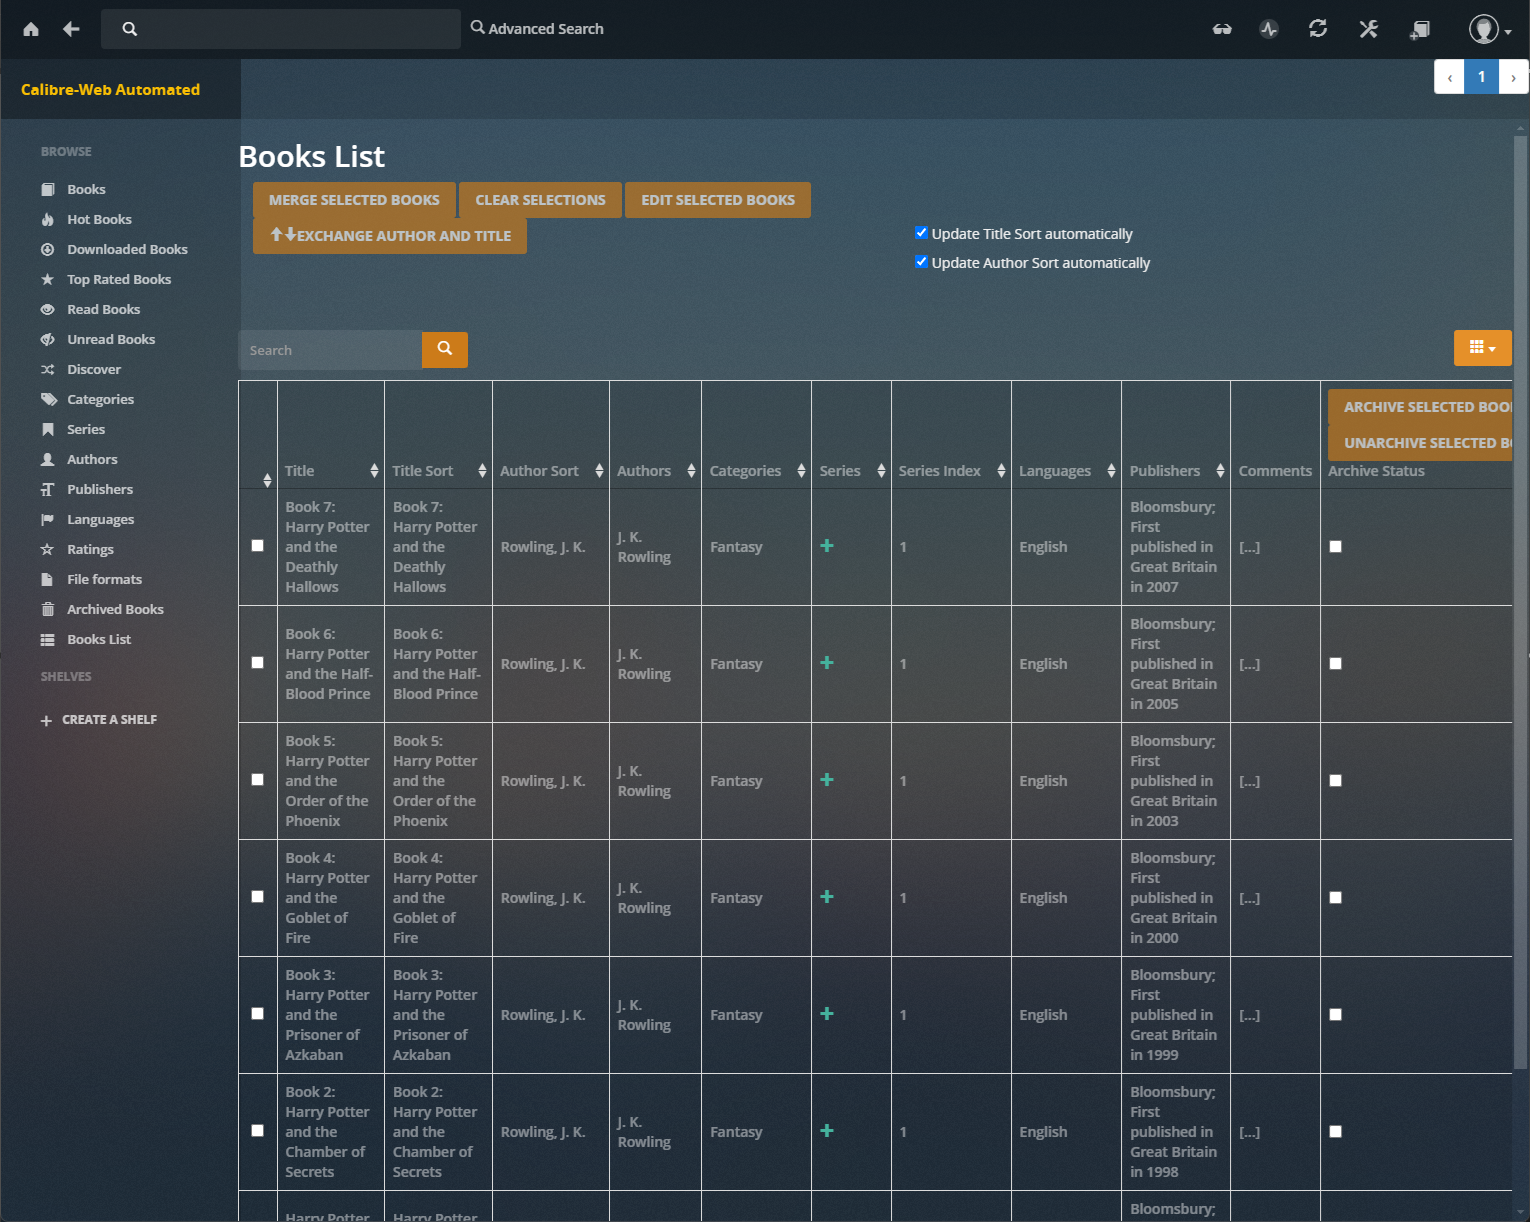 Advanced Search
Calibre-Web Automated
‹ 1 ›
BROWSE
Books
Hot Books
Downloaded Books
Top Rated Books
Read Books
Unread Books
Discover
Categories
Series
Authors
Publishers
Languages
Ratings
File formats
Archived Books
Books List
SHELVES
CREATE A SHELF
Books List
MERGE SELECTED BOOKS CLEAR SELECTIONS EDIT SELECTED BOOKS
EXCHANGE AUTHOR AND TITLE
Update Title Sort automatically
Update Author Sort automatically
Search
ARCHIVE SELECTED BOO
UNARCHIVE SELECTED B
Title Title Sort Author Sort Authors Categories Series Series Index Languages Publishers Comments Archive Status
Book 7:
Harry Potter
and the
Deathly
Hallows
Book 7:
Harry Potter
and the
Deathly
Hallows
Rowling, J. K.
J. K.
Rowling
Fantasy
+
1
English
Bloomsbury;
First
published in
Great Britain
in 2007
[...]
Book 6:
Harry Potter
and the Half-
Blood Prince
Book 6:
Harry Potter
and the Half-
Blood Prince
Rowling, J. K.
J. K.
Rowling
Fantasy
+
1
English
Bloomsbury;
First
published in
Great Britain
in 2005
[...]
Book 5:
Harry Potter
and the
Order of the
Phoenix
Book 5:
Harry Potter
and the
Order of the
Phoenix
Rowling, J. K.
J. K.
Rowling
Fantasy
+
1
English
Bloomsbury;
First
published in
Great Britain
in 2003
[...]
Book 4:
Harry Potter
and the
Goblet of
Fire
Book 4:
Harry Potter
and the
Goblet of
Fire
Rowling, J. K.
J. K.
Rowling
Fantasy
+
1
English
Bloomsbury;
First
published in
Great Britain
in 2000
[...]
Book 3:
Harry Potter
and the
Prisoner of
Azkaban
Book 3:
Harry Potter
and the
Prisoner of
Azkaban
Rowling, J. K.
J. K.
Rowling
Fantasy
+
1
English
Bloomsbury;
First
published in
Great Britain
in 1999
[...]
Book 2:
Harry Potter
and the
Chamber of
Secrets
Book 2:
Harry Potter
and the
Chamber of
Secrets
Rowling, J. K.
J. K.
Rowling
Fantasy
+
1
English
Bloomsbury;
First
published in
Great Britain
in 1998
[...]
Harry Potter
Harry Potter
Bloomsbury;